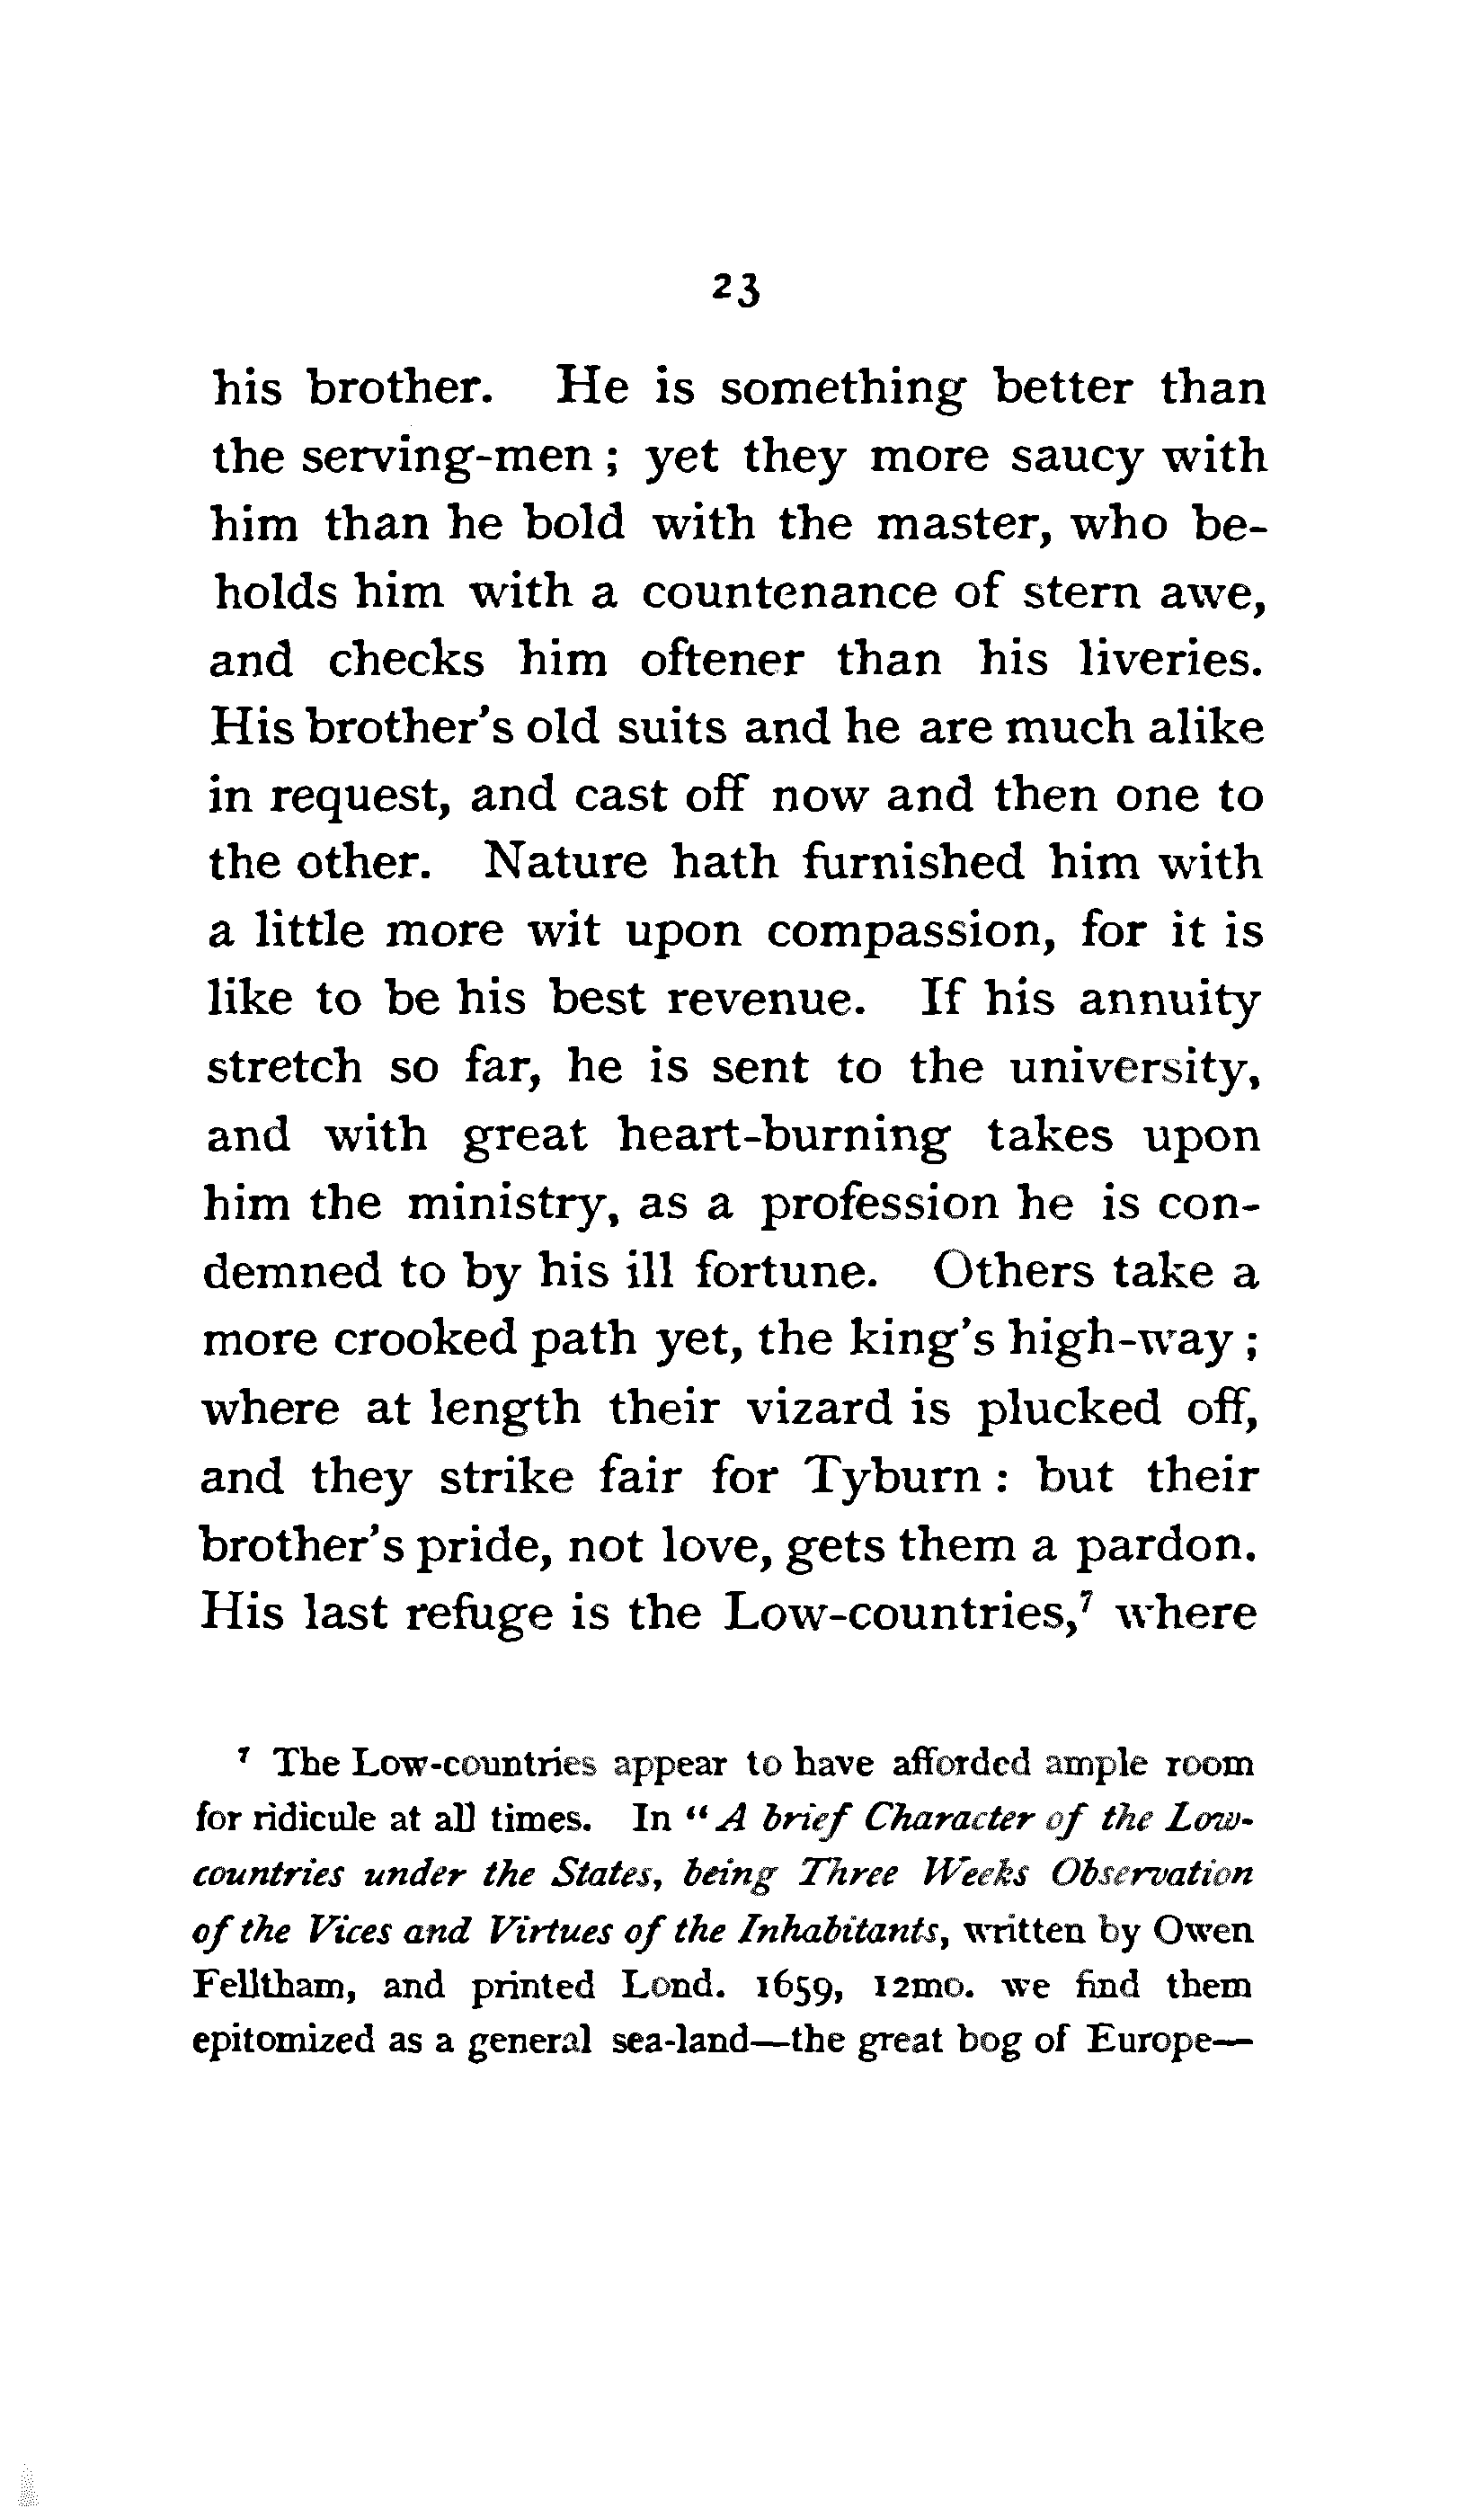 23
his brother. He is something better than
the serving-men ; yet they more saucy with
him than he bold with the master, who be-
holds him with a countenance of stern awe,
and checks him oftener than his liveries.
His brother's old suits and he are much alike
in request, and cast off now and then one to
the other. Nature hath furnished him with
a little more wit upon compassion, for it is
like to be his best revenue. If his annuity
stretch so far, he is sent to the university,
and with great heart-burning takes upon
him the ministry, as a profession he is con-
demned to by his ill fortune. Others take a
more crooked path yet, the king's high-way ;
where at length their vizard is plucked off,
and they strike fair for Tyburn : but their
brother's pride, not love, gets them a pardon.
His last refuge is the Low-countries,⁷ where
⁷ The Low-countries appear to have afforded ample room
for ridicule at all times. In “ A brief Character of the Low-
countries under the States, being Three Weeks Observation
of the Vices and Virtues of the Inhabitants, written by Owen
Felltham, and printed Lond. 1659, 12mo. we find them
epitomized as a general sea-land—the great bog of Europe—